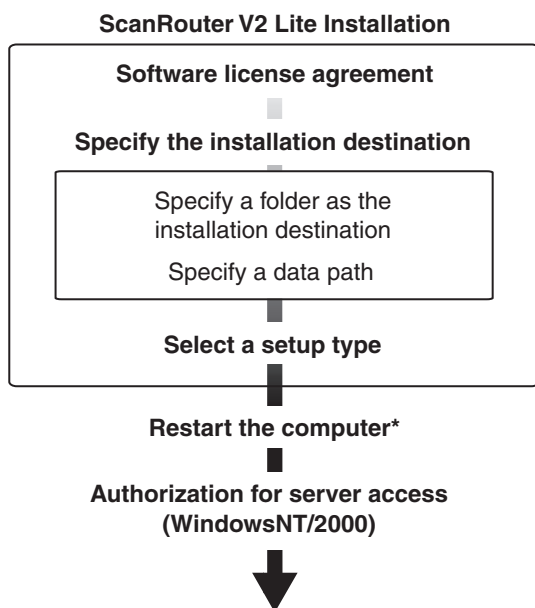 ScanRouter V2 Lite Installation
Software license agreement
Specify the installation destination
Specify a folder as the
installation destination
Specify a data path
Select a setup type
Restart the computer*
Authorization for server access
(WindowsNT/2000)